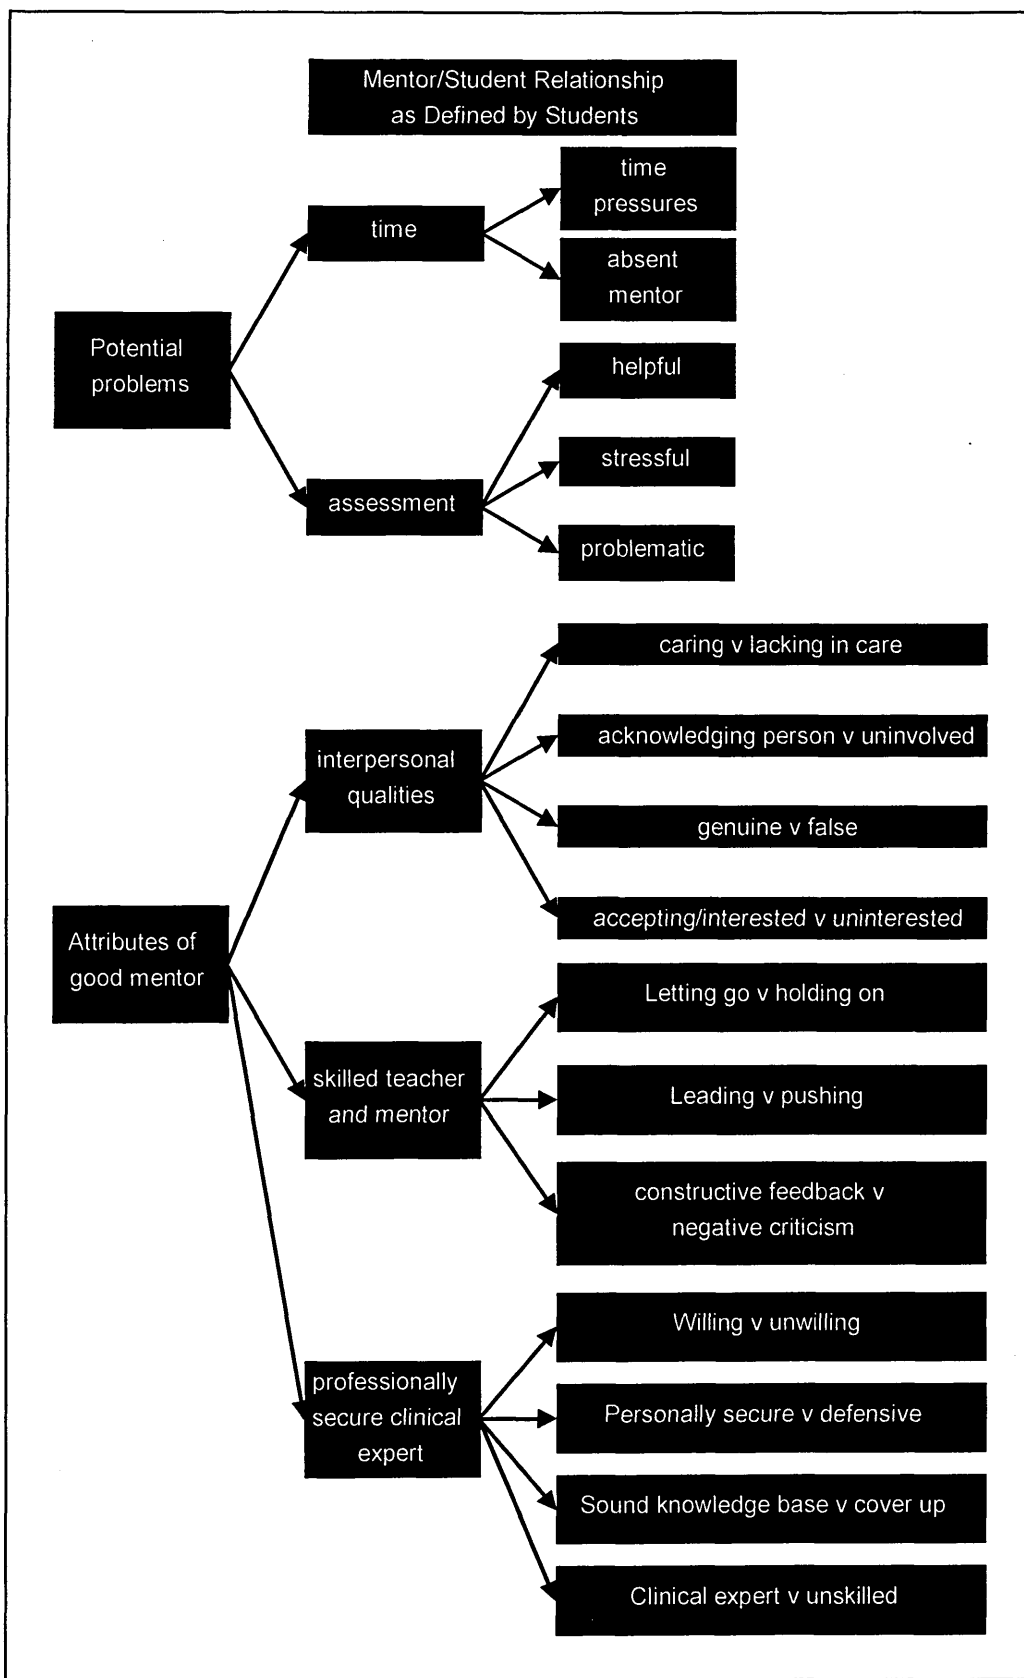 Mentor/Student Relationship
as Defined by Students
time
pressures
time
absent
mentor
Potential
problems
helpful
stressful
assessment
problematic
caring v lacking in care
acknowledging person v uninvolved
interpersonal
qualities
genuine v false
accepting/interested v uninterested
Attributes of
good mentor
Letting go v holding on
skilled teacher
and mentor
Leading v pushing
constructive feedback v
negative criticism
Willing v unwilling
professionally
secure clinical
expert
Personally secure v defensive
Sound knowledge base v cover up
Clinical expert v unskilled